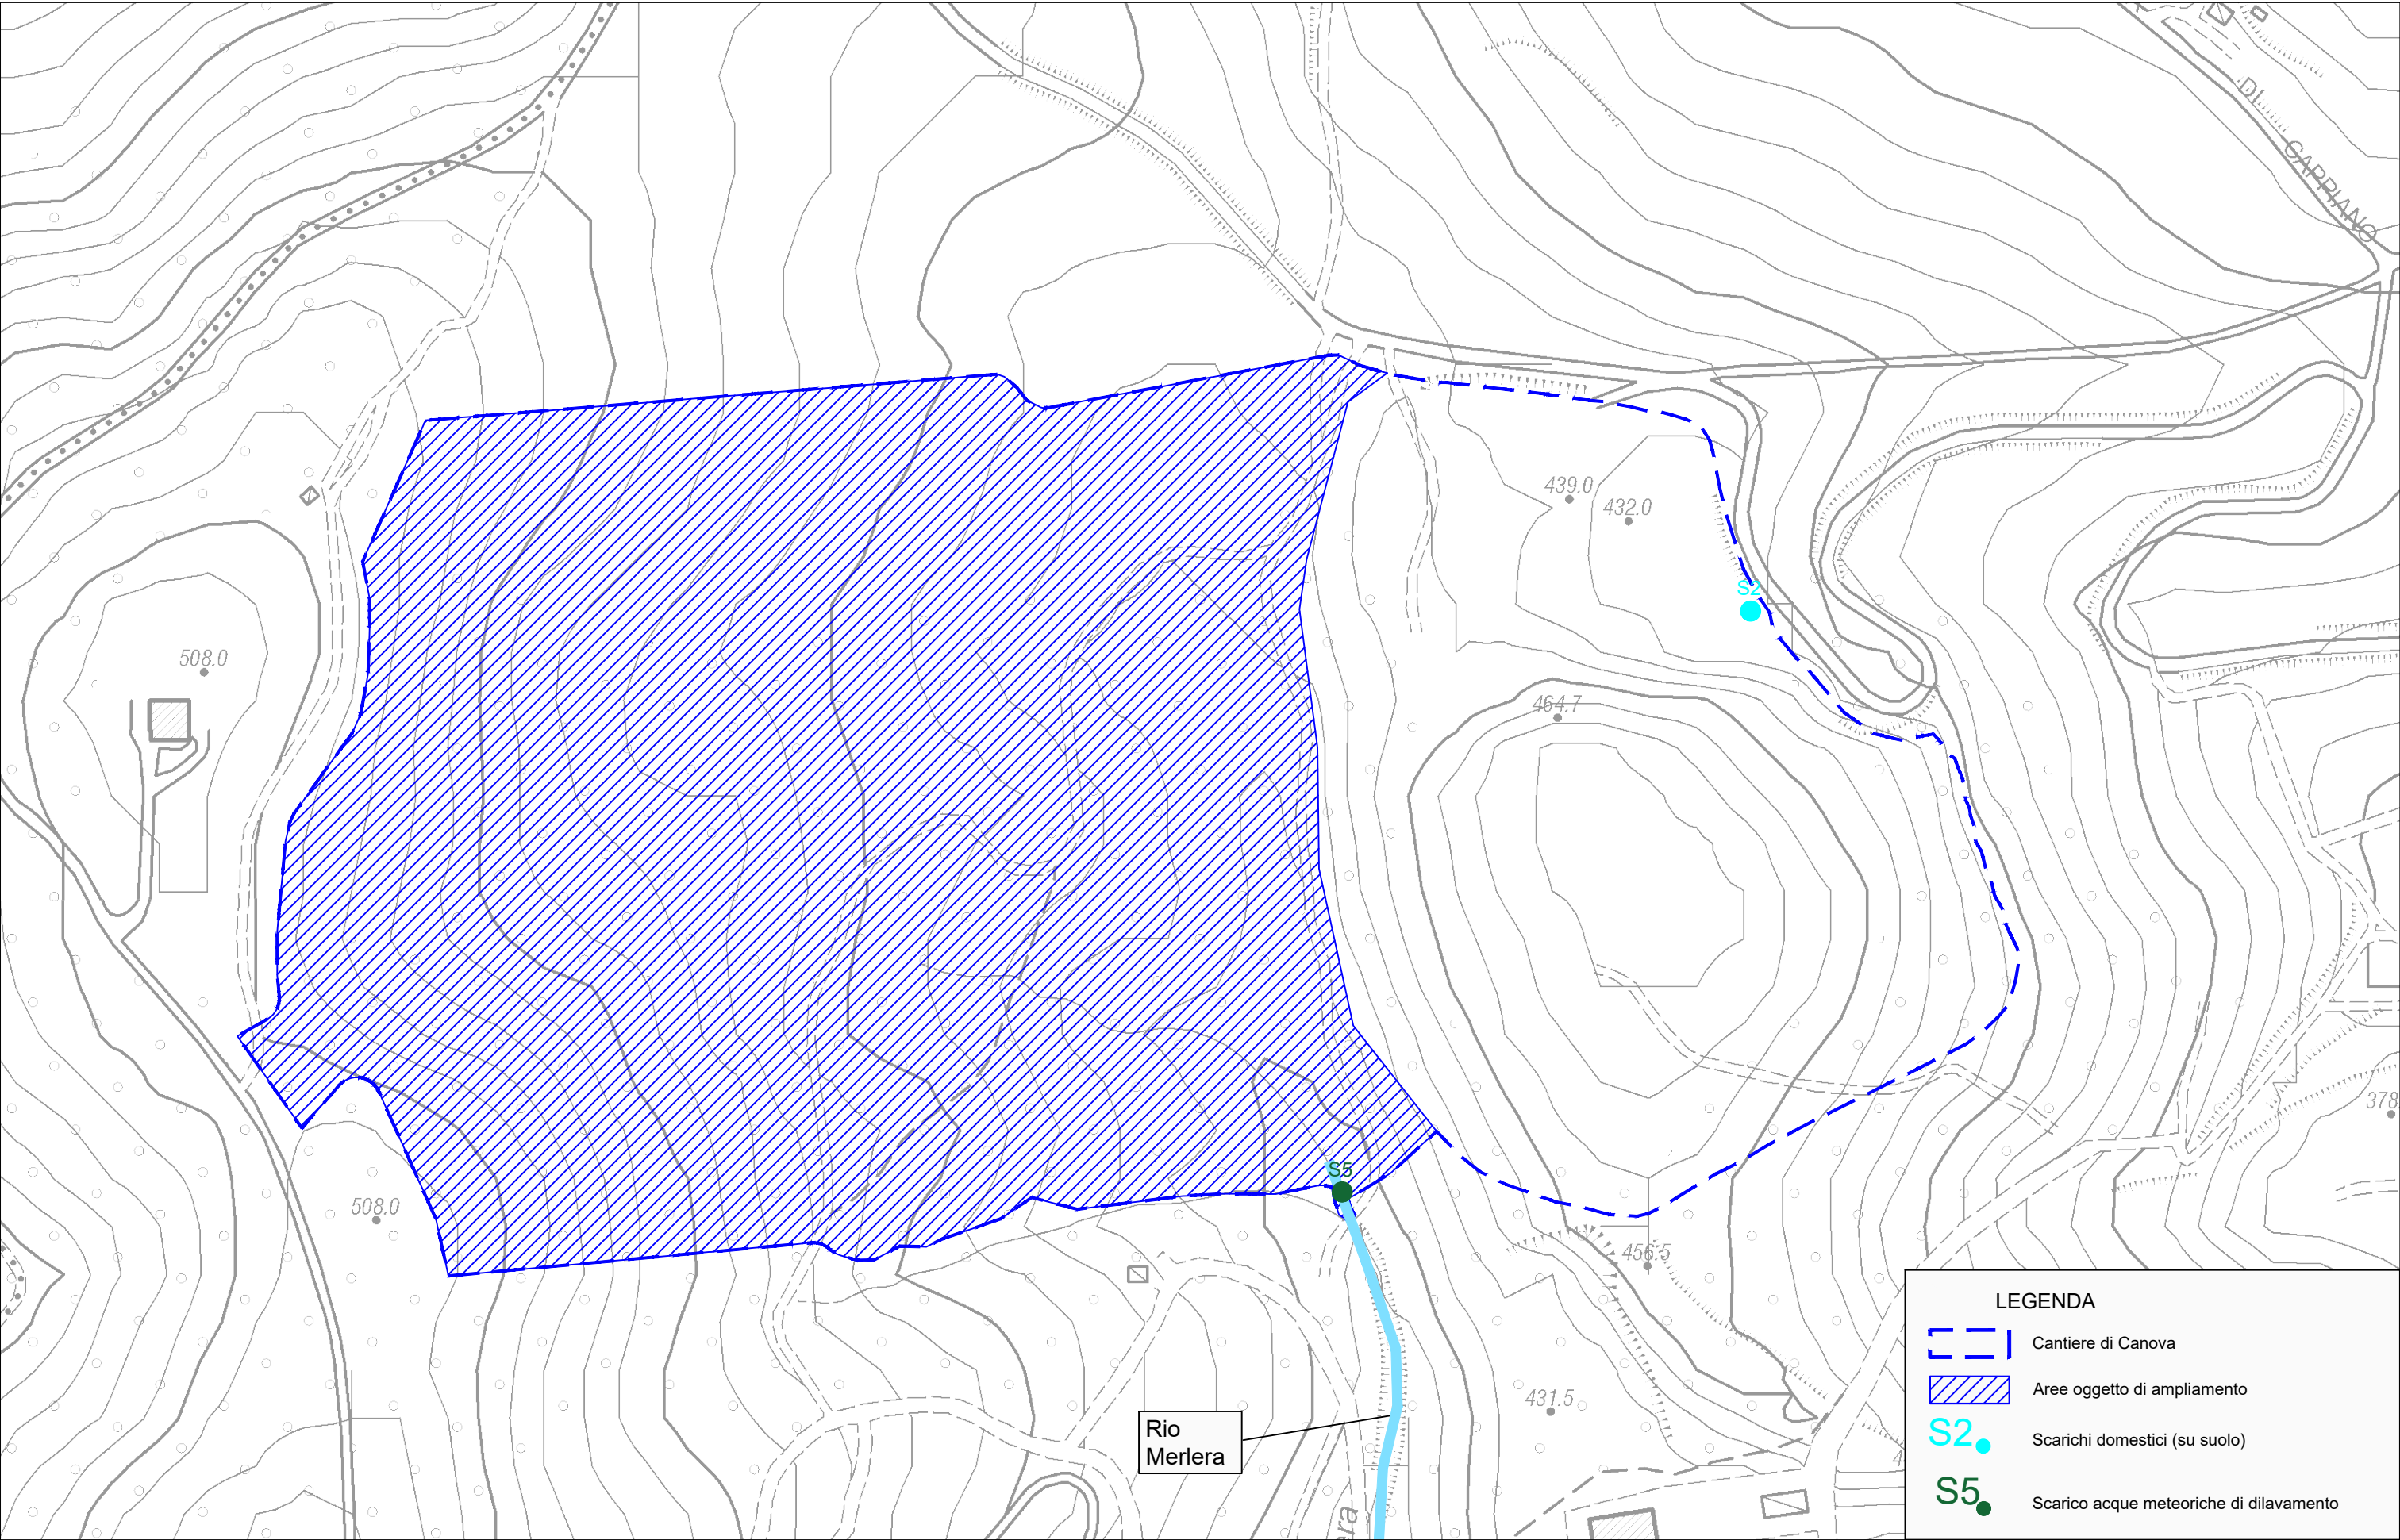 DI CARPIANO
439.0
432.0
S2
508.0
464.7
378
S5
508.0
456.5
LEGENDA
Cantiere di Canova
Aree oggetto di ampliamento
431.5
Rio
Merlera
S2
Scarichi domestici (su suolo)
S5
Scarico acque meteoriche di dilavamento